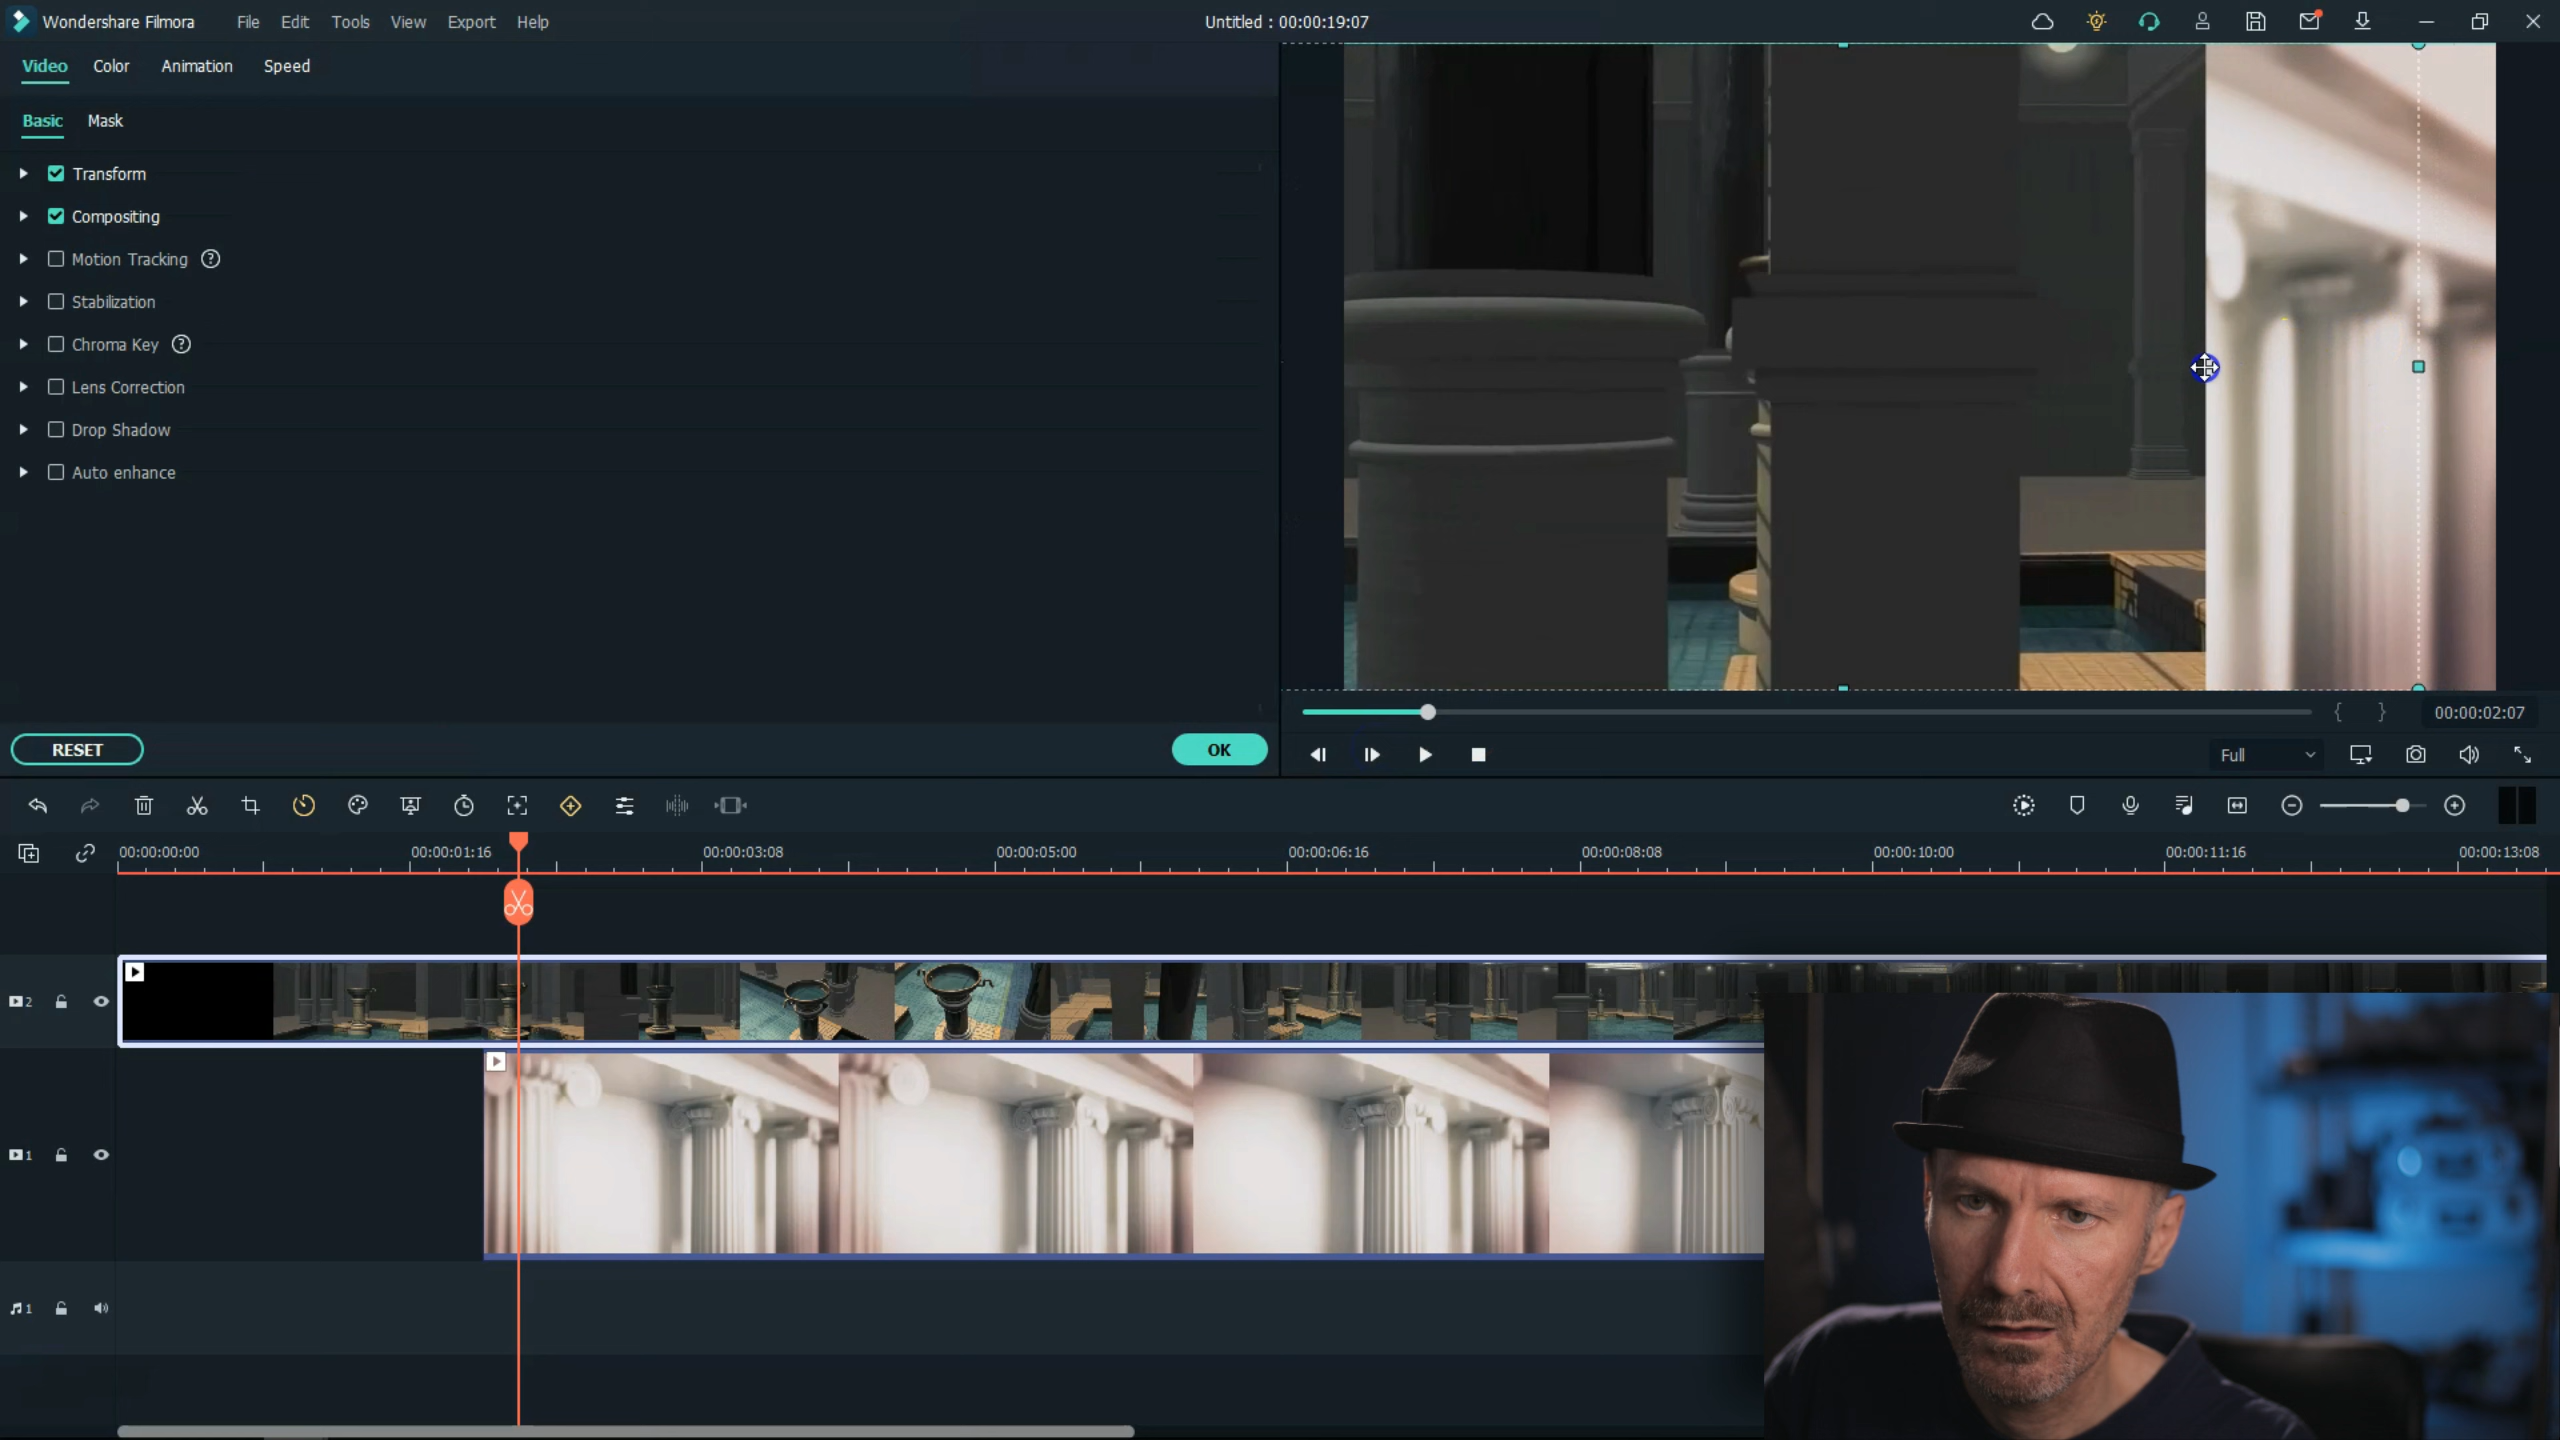 Wondershare Filmora File Edit Tools View Export Help Untitled : 00:00:19:07
Video Color Animation Speed
Basic Mask
Transform
Compositing
Motion Tracking ?
Stabilization
Chroma Key ?
Lens Correction
Drop Shadow
Auto enhance
{ } 00:00:02:07
RESET OK
Full
00:00:00:00 00:00:01:16 00:00:03:08 00:00:05:00 00:00:06:16 00:00:08:08 00:00:10:00 00:00:11:16 00:00:13:08
2
1
1